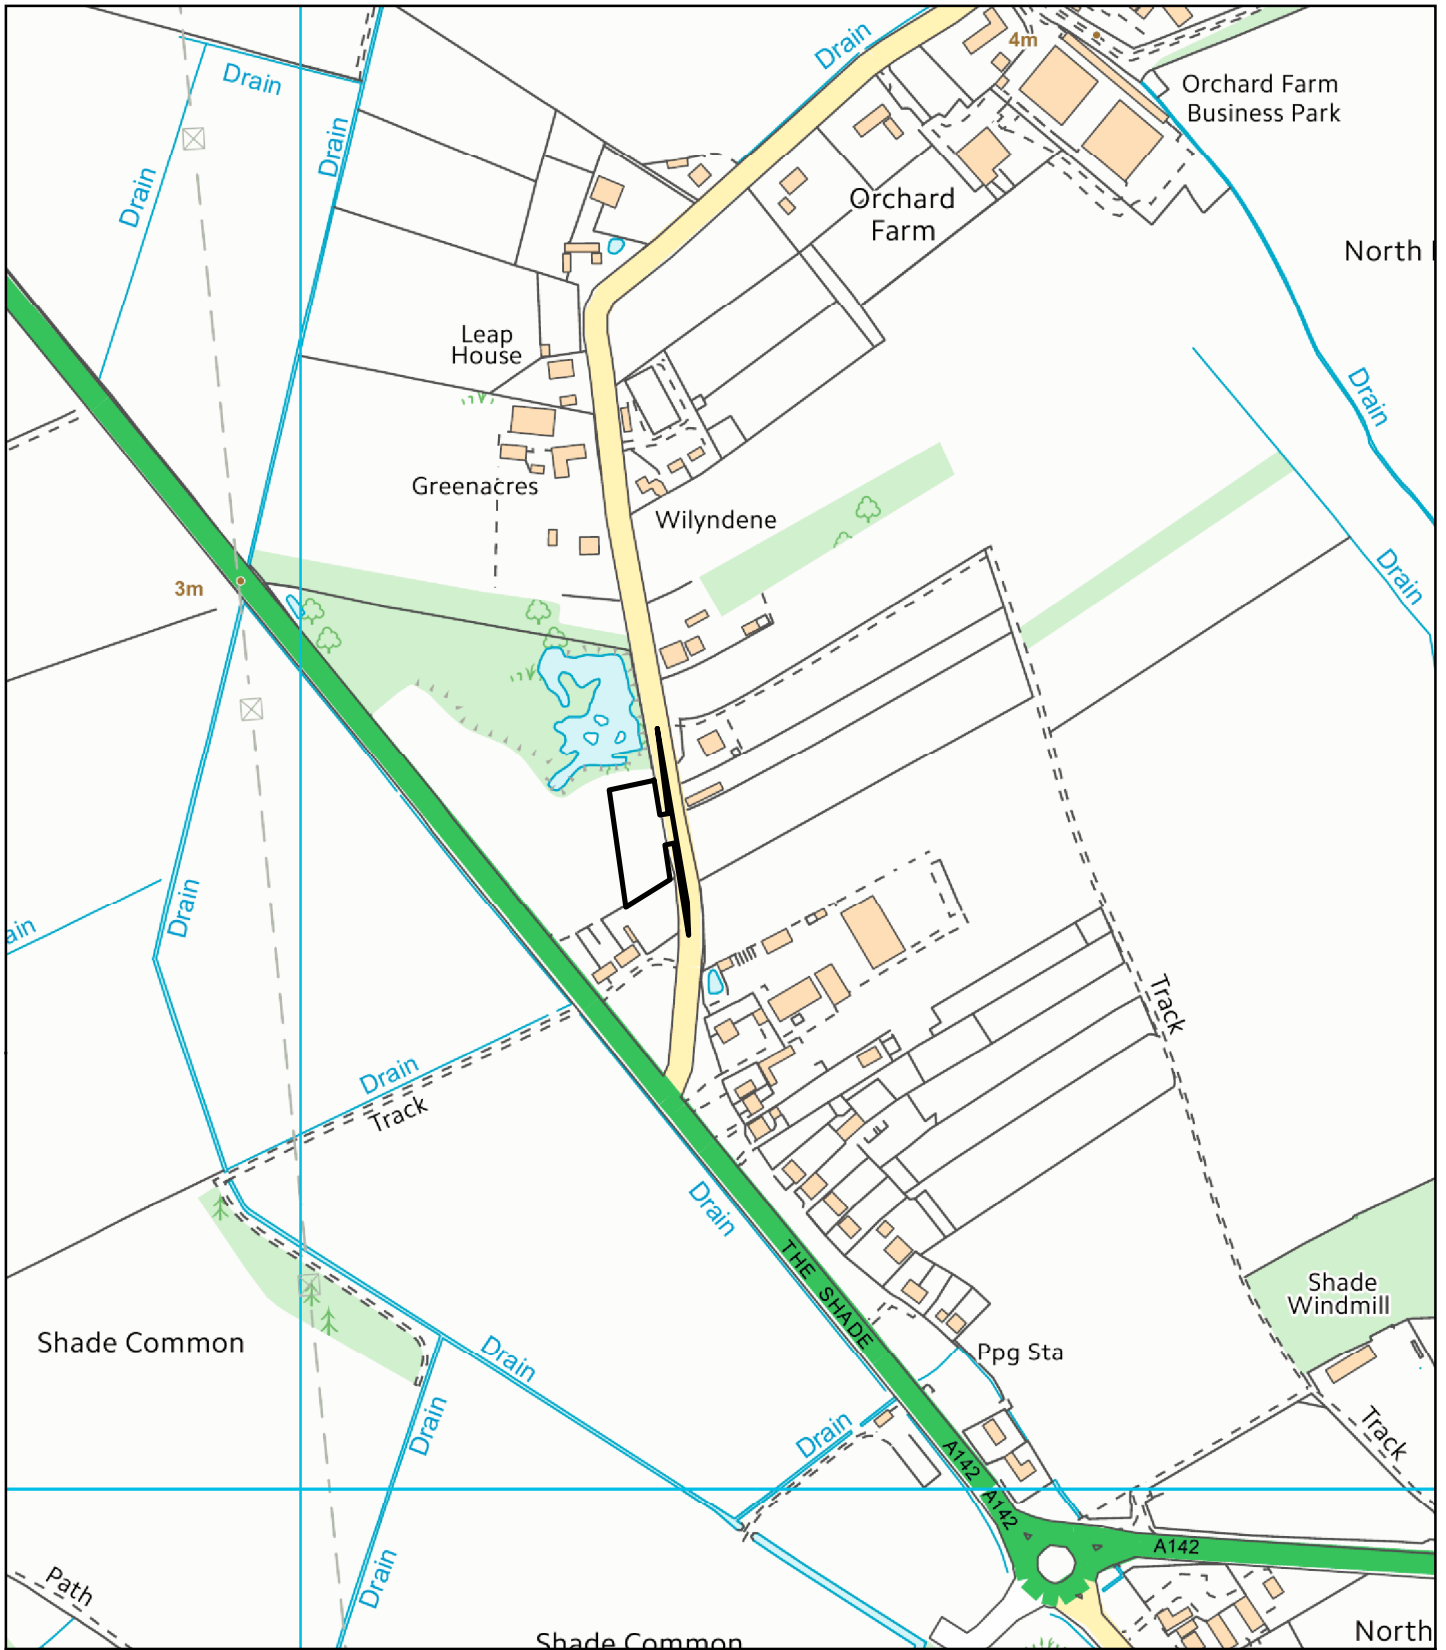 Drain
4m
Drain
Orchard Farm
Business Park
Drain
Drain
Orchard
Farm
North
Leap
House
Drain
Greenacres
Wilyndene
Drain
3m
Drain
ain
Track
Drain
Track
Drain
THE SHADE
Shade
Windmill
Shade Common
Drain
Ppg Sta
Drain
Drain
Track
A142
A142
A142
Drain
Path
Shade Common
North